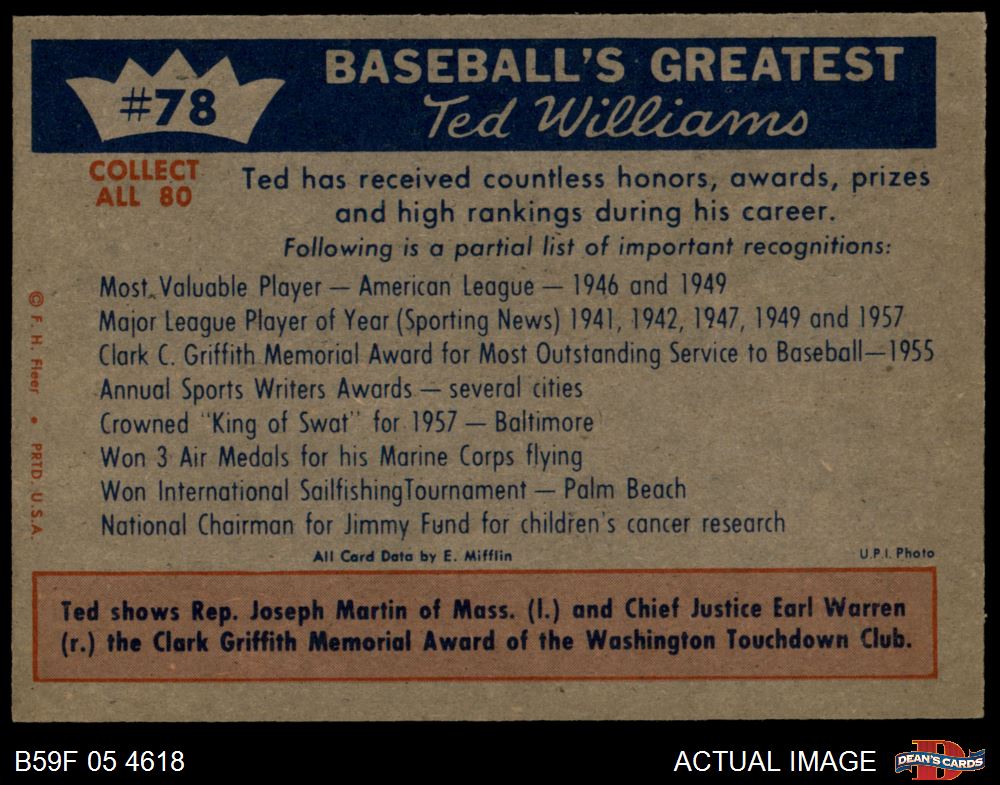 #78
BASEBALL'S GREATEST
Ted Williams
COLLECT
ALL 80
Ted has received countless honors, awards, prizes
and high rankings during his career.
Following is a partial list of important recognitions:
Most Valuable Player — American League — 1946 and 1949
Major League Player of Year (Sporting News) 1941, 1942, 1947, 1949 and 1957
Clark C. Griffith Memorial Award for Most Outstanding Service to Baseball—1955
Annual Sports Writers Awards — several cities
Crowned "King of Swat" for 1957 — Baltimore
Won 3 Air Medals for his Marine Corps flying
Won International SailfishingTournament — Palm Beach
National Chairman for Jimmy Fund for children's cancer research
All Card Data by E. Mifflin
U.P.I. Photo
© F. H. Fleer • PRTD. U.S.A.
Ted shows Rep. Joseph Martin of Mass. (l.) and Chief Justice Earl Warren
(r.) the Clark Griffith Memorial Award of the Washington Touchdown Club.
B59F 05 4618
ACTUAL IMAGE
D
DEAN'S CARDS